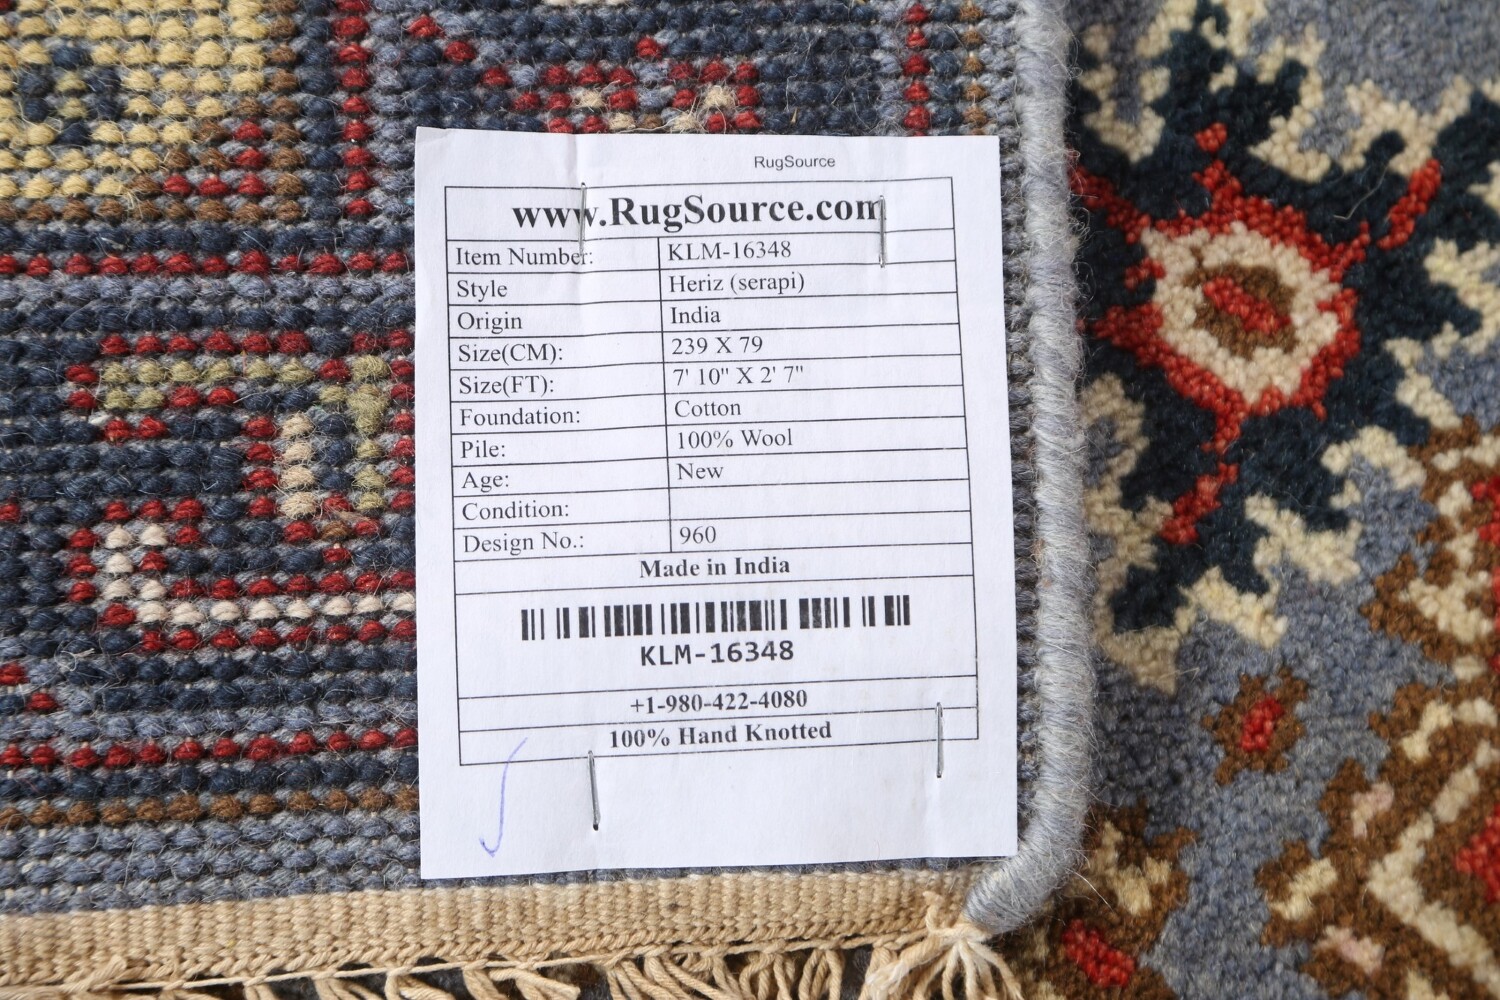 RugSource
www.RugSource.com
Item Number: KLM-16348
Style Heriz (serapi)
Origin India
Size(CM): 239 X 79
Size(FT): 7' 10" X 2' 7"
Foundation: Cotton
Pile: 100% Wool
Age: New
Condition:
Design No.: 960
Made in India
KLM-16348
+1-980-422-4080
100% Hand Knotted